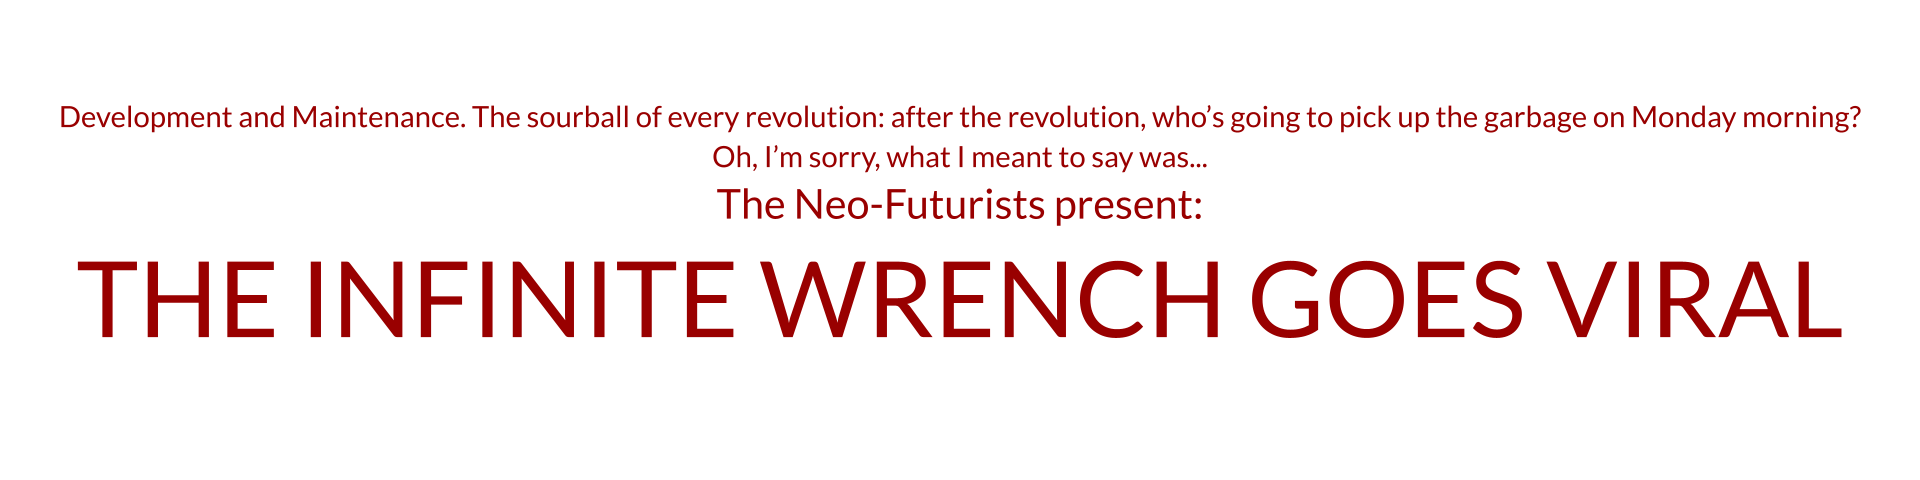 Development and Maintenance. The sourball of every revolution: after the revolution, who’s going to pick up the garbage on Monday morning?
Oh, I’m sorry, what I meant to say was...
The Neo-Futurists present:
THE INFINITE WRENCH GOES VIRAL